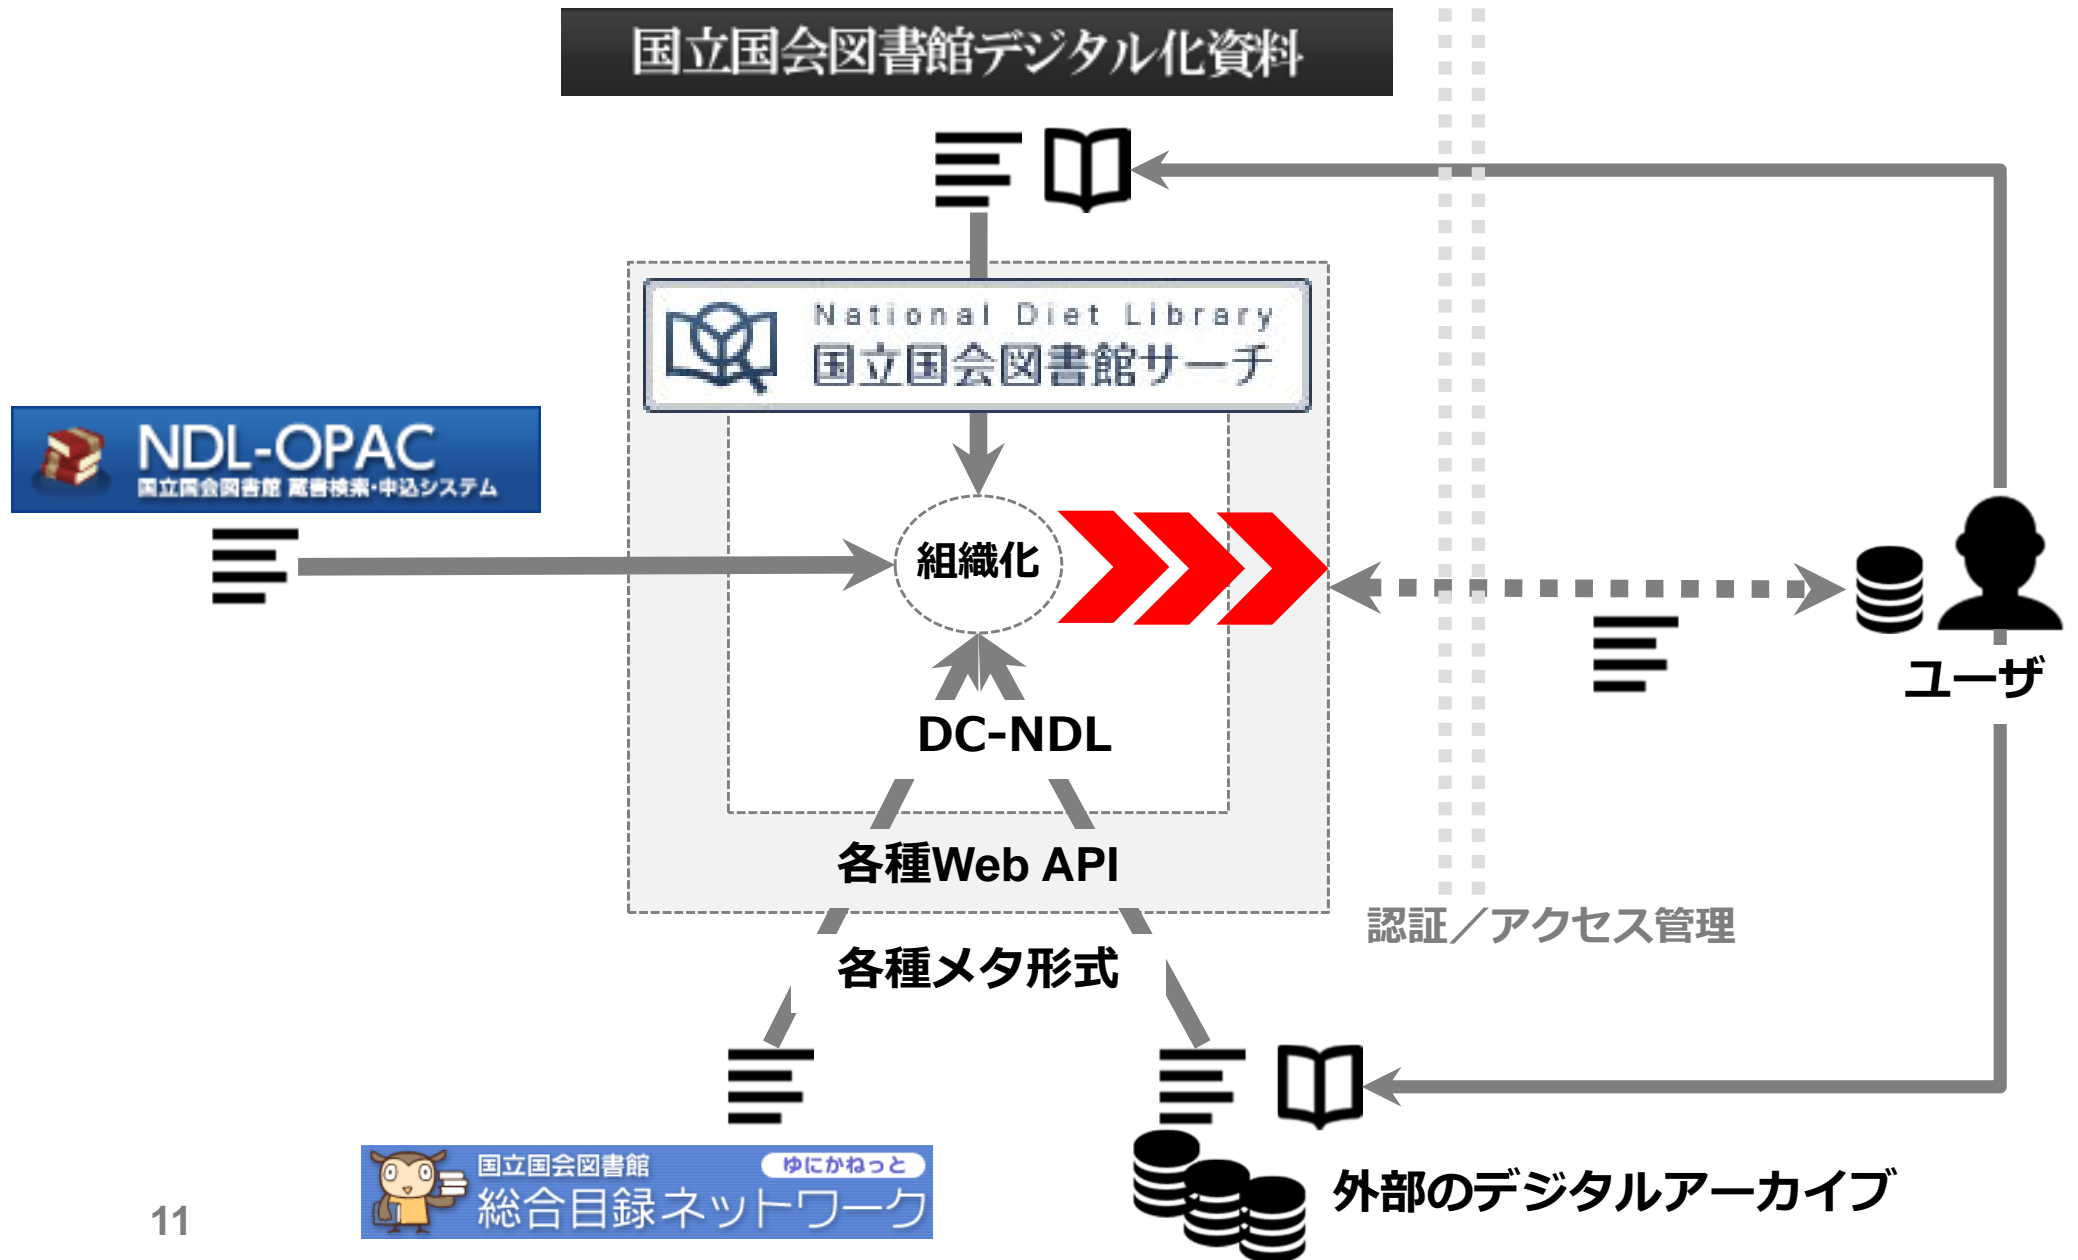 国立国会図書館デジタル化資料
National Diet Library
国立国会図書館サーチ
NDL-OPAC
国立国会図書館 蔵書検索・申込システム
組織化
ユーザ
DC-NDL
各種Web API
認証／アクセス管理
各種メタ形式
国立国会図書館
ゆにかねっと
総合目録ネットワーク
外部のデジタルアーカイブ
11